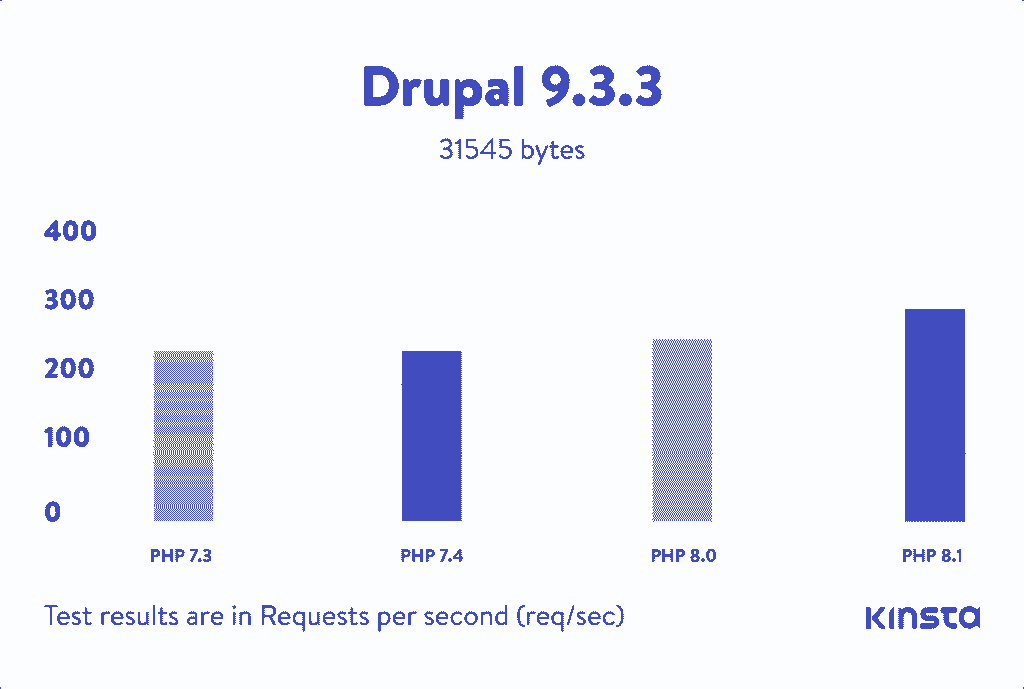 Drupal 9.3.3
31545 bytes
400
300
200
100
0
PHP 7.3
PHP 7.4
PHP 8.0
PHP 8.1
Test results are in Requests per second (req/sec)
KINSTA